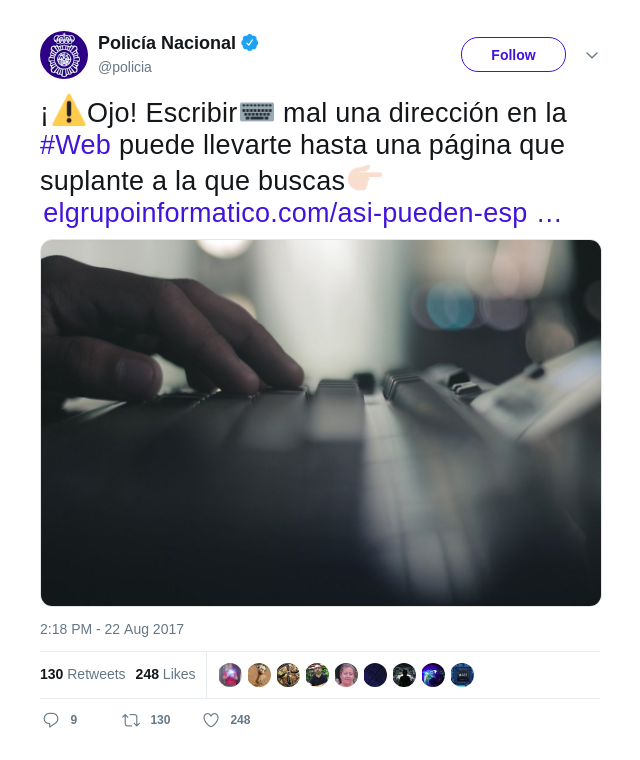 Policía Nacional
@policia
Follow
¡⚠️Ojo! Escribir⌨️ mal una dirección en la
#Web puede llevarte hasta una página que
suplante a la que buscas👉🏻
elgrupoinformatico.com/asi-pueden-esp …
2:18 PM - 22 Aug 2017
130 Retweets 248 Likes
9 130 248